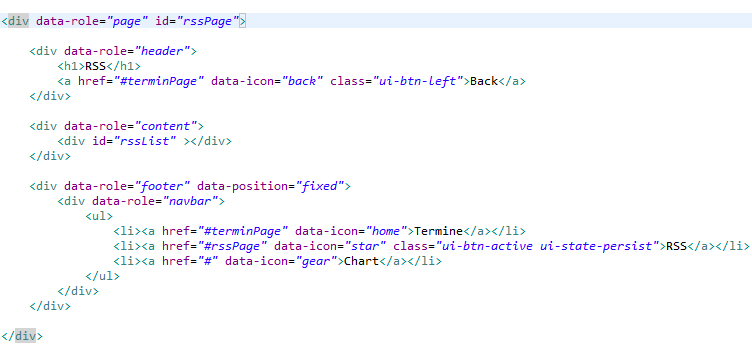 <div data-role="page" id="rssPage">
<div data-role="header">
<h1>RSS</h1>
<a href="#terminPage" data-icon="back" class="ui-btn-left">Back</a>
</div>
<div data-role="content">
<div id="rssList" ></div>
</div>
<div data-role="footer" data-position="fixed">
<div data-role="navbar">
<ul>
<li><a href="#terminPage" data-icon="home">Termine</a></li>
<li><a href="#rssPage" data-icon="star" class="ui-btn-active ui-state-persist">RSS</a></li>
<li><a href="#" data-icon="gear">Chart</a></li>
</ul>
</div>
</div>
</div>